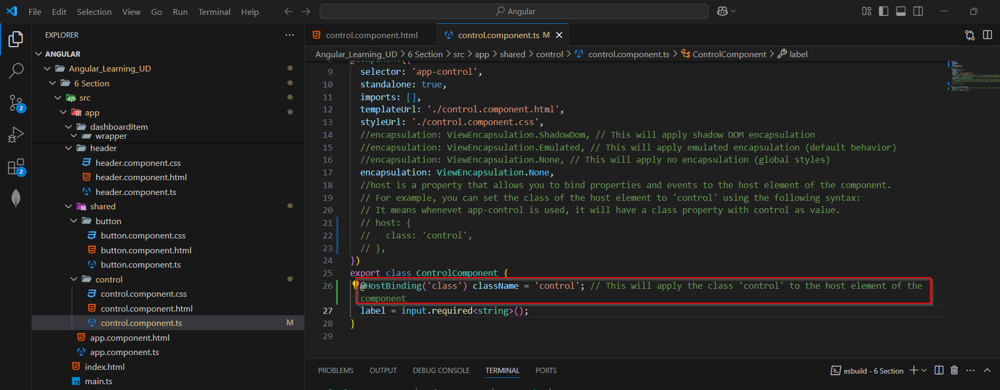 File Edit Selection View Go Run Terminal Help
Angular
EXPLORER
control.component.html
control.component.ts M
ANGULAR
Angular_Learning_UD
6 Section
src
app
dashboardItem
wrapper
header
header.component.css
header.component.html
header.component.ts
shared
button
button.component.css
button.component.html
button.component.ts
control
control.component.css
control.component.html
control.component.ts M
app.component.html
app.component.ts
index.html
TS main.ts
2
2
Angular_Learning_UD > 6 Section > src > app > shared > control > control.component.ts > ControlComponent > label
@Component({
9 selector: 'app-control',
10 standalone: true,
11 imports: [],
12 templateUrl: './control.component.html',
13 styleUrl: './control.component.css',
14 //encapsulation: ViewEncapsulation.ShadowDom, // This will apply shadow DOM encapsulation
15 //encapsulation: ViewEncapsulation.Emulated, // This will apply emulated encapsulation (default behavior)
16 //encapsulation: ViewEncapsulation.None, // This will apply no encapsulation (global styles)
17 encapsulation: ViewEncapsulation.None,
18 //host is a property that allows you to bind properties and events to the host element of the component.
19 // For example, you can set the class of the host element to 'control' using the following syntax:
20 // It means whenevet app-control is used, it will have a class property with control as value.
21 // host: {
22 //   class: 'control',
23 // },
24 })
25 export class ControlComponent {
26 @HostBinding('class') className = 'control'; // This will apply the class 'control' to the host element of the
component
27 label = input.required<string>();
28 }
29
PROBLEMS OUTPUT DEBUG CONSOLE TERMINAL PORTS
esbuild - 6 Section